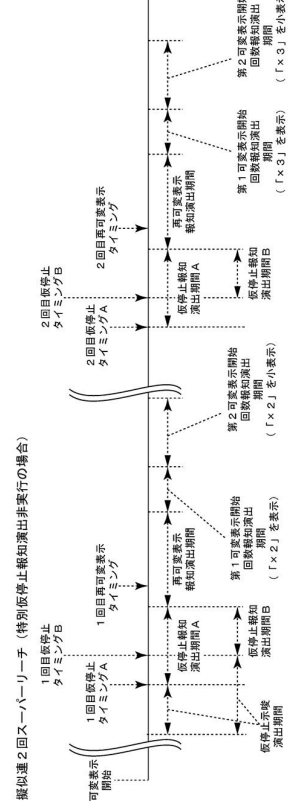 擬似連２回スーパーリーチ（特別仮停止報知演出非実行の場合）
可変表示
開始
１回目仮停止
タイミングＡ
１回目仮停止
タイミングＢ
１回目再可変表示
タイミング
２回目仮停止
タイミングＡ
２回目仮停止
タイミングＢ
２回目再可変表示
タイミング
仮停止示唆
演出期間
仮停止報知
演出期間Ａ
仮停止報知
演出期間Ｂ
再可変表示
報知演出期間
第１可変表示開始
回数報知演出
期間
（「×２」を表示）
第２可変表示開始
回数報知演出
期間
（「×２」を小表示）
仮停止報知
演出期間Ａ
仮停止報知
演出期間Ｂ
再可変表示
報知演出期間
第１可変表示開始
回数報知演出
期間
（「×３」を表示）
第２可変表示開始
回数報知演出
期間
（「×３」を小表示